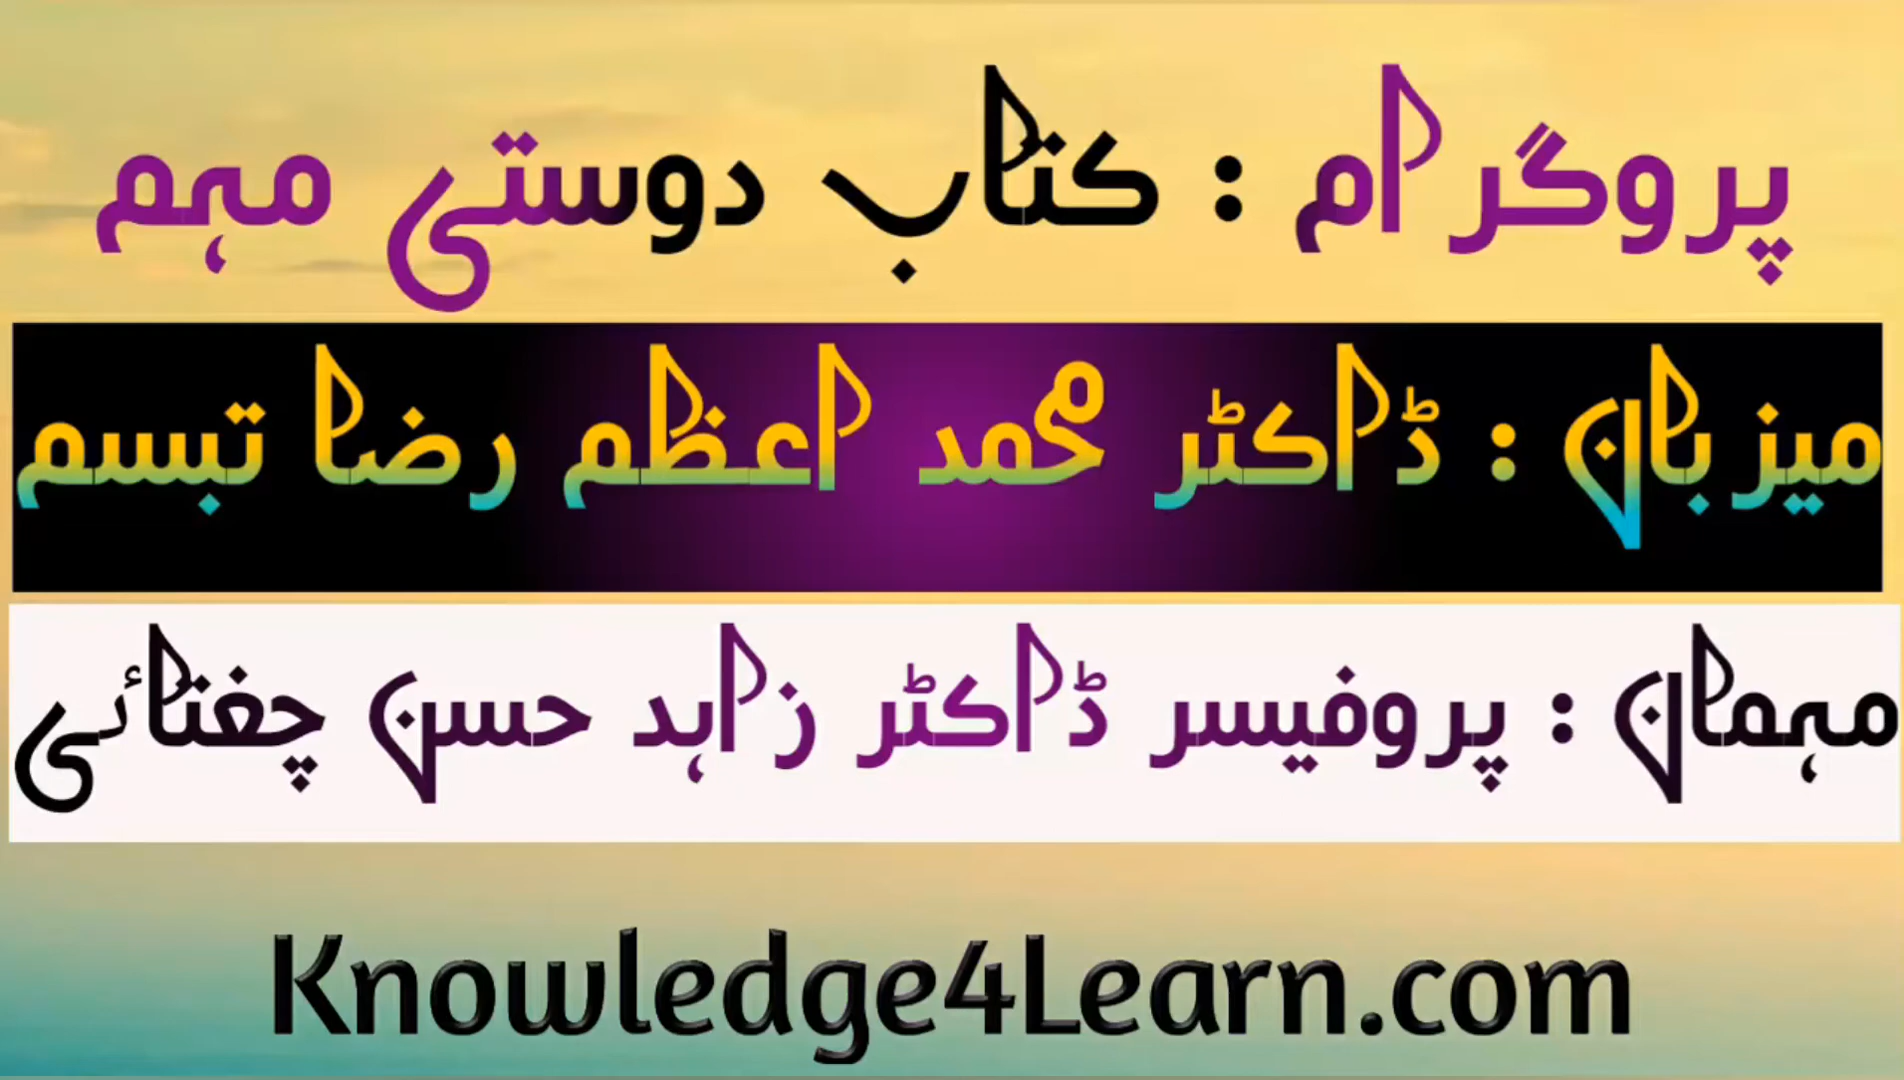 پروگرام : کتاب دوستی مہم
میزبان : ڈاکٹر محمد اعظم رضا تبسم
مہمان : پروفیسر ڈاکٹر زاہد حسن چغتائی
Knowledge4Learn.com